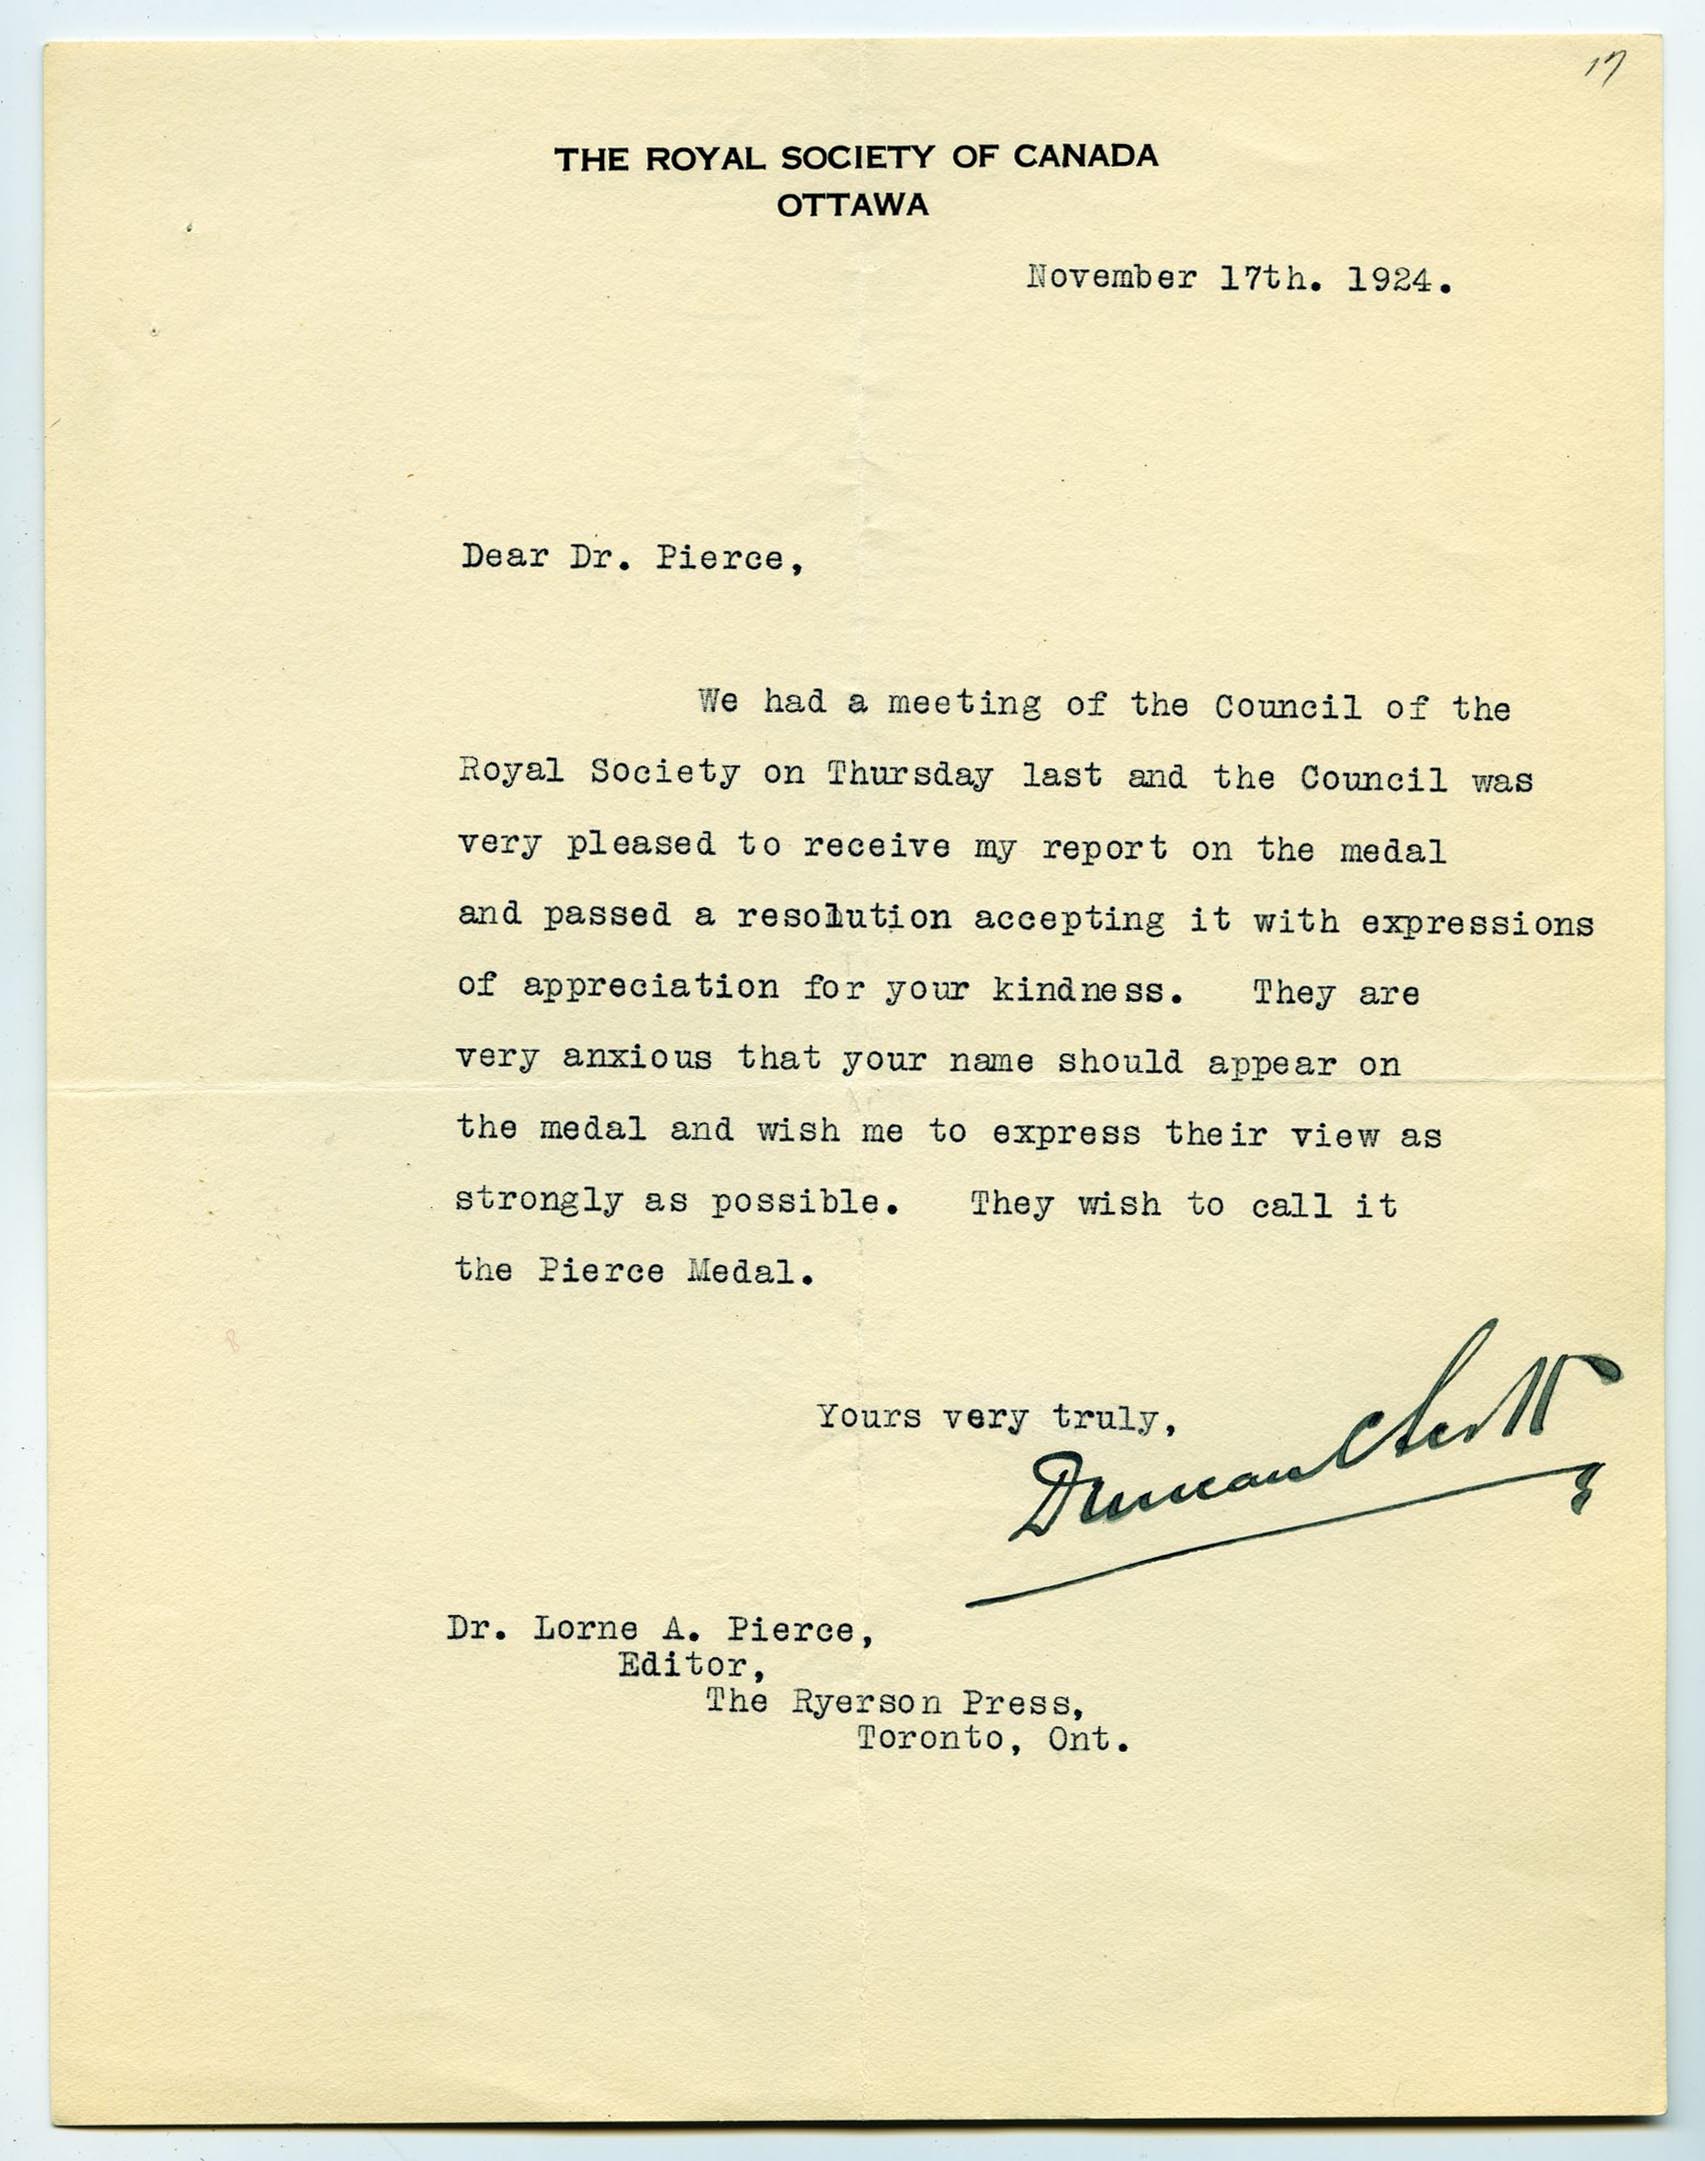 17
THE ROYAL SOCIETY OF CANADA
OTTAWA
November 17th. 1924.
Dear Dr. Pierce,
We had a meeting of the Council of the
Royal Society on Thursday last and the Council was
very pleased to receive my report on the medal
and passed a resolution accepting it with expressions
of appreciation for your kindness. They are
very anxious that your name should appear on
the medal and wish me to express their view as
strongly as possible. They wish to call it
the Pierce Medal.
Yours very truly,
Duncan C Scott
Dr. Lorne A. Pierce,
Editor,
The Ryerson Press,
Toronto, Ont.